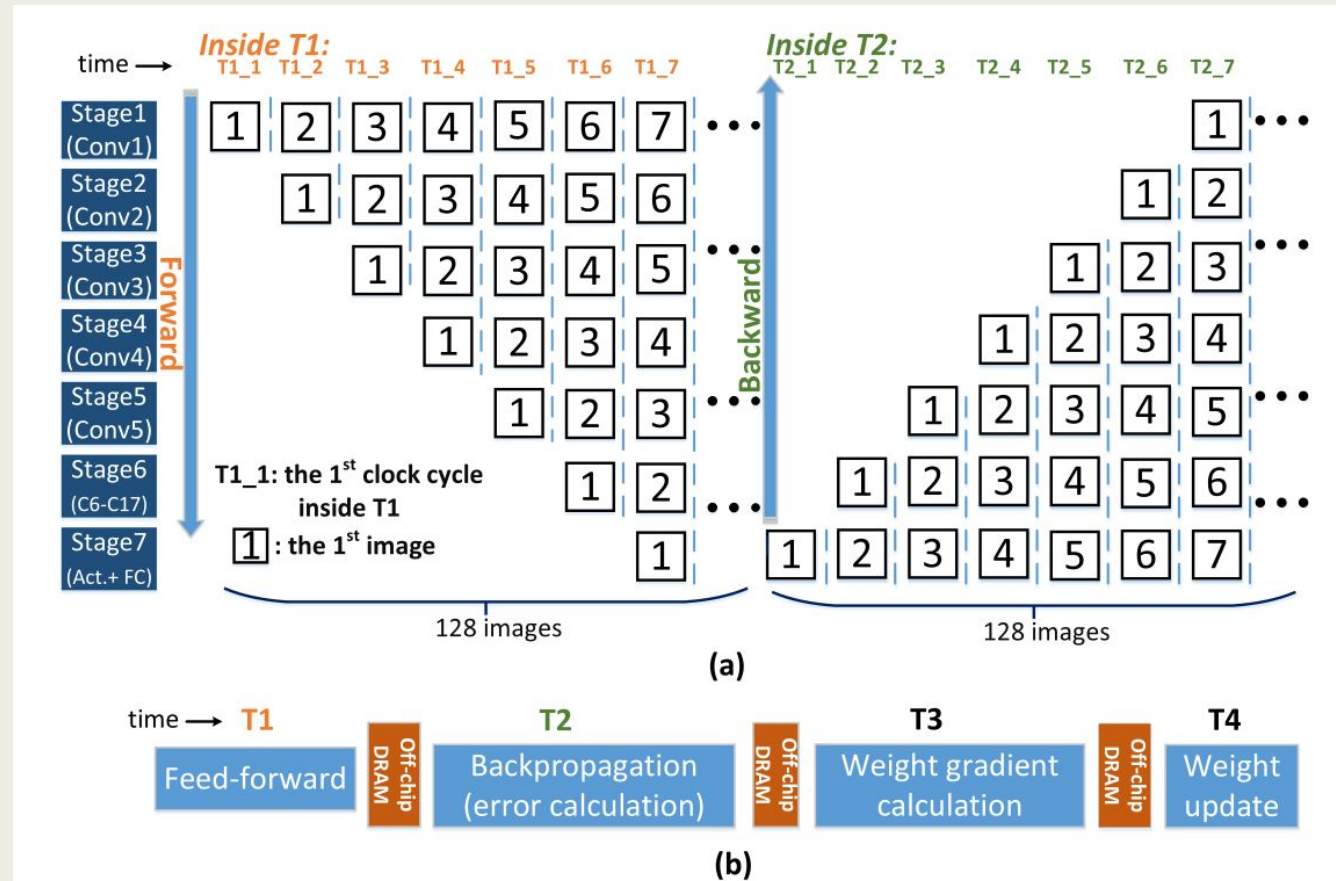 Inside T1:
Inside T2:
time →
T1_1 T1_2 T1_3 T1_4 T1_5 T1_6 T1_7
T2_1 T2_2 T2_3 T2_4 T2_5 T2_6 T2_7
Stage1
(Conv1)
1 2 3 4 5 6 7 •••
1 •••
Stage2
(Conv2)
1 2 3 4 5 6
1 2
Stage3
(Conv3)
1 2 3 4 5 •••
1 2 3 •••
Stage4
(Conv4)
1 2 3 4
1 2 3 4
Stage5
(Conv5)
1 2 3 •••
1 2 3 4 5 •••
Stage6
(C6-C17)
1 2 •••
1 2 3 4 5 6 •••
Stage7
(Act.+ FC)
1
1 2 3 4 5 6 7
Forward
Backward
T1_1: the 1st clock cycle
inside T1
1 : the 1st image
128 images
128 images
(a)
time → T1
T2
T3
T4
Feed-forward
Off-chip
DRAM
Backpropagation
(error calculation)
Off-chip
DRAM
Weight gradient
calculation
Off-chip
DRAM
Weight
update
(b)